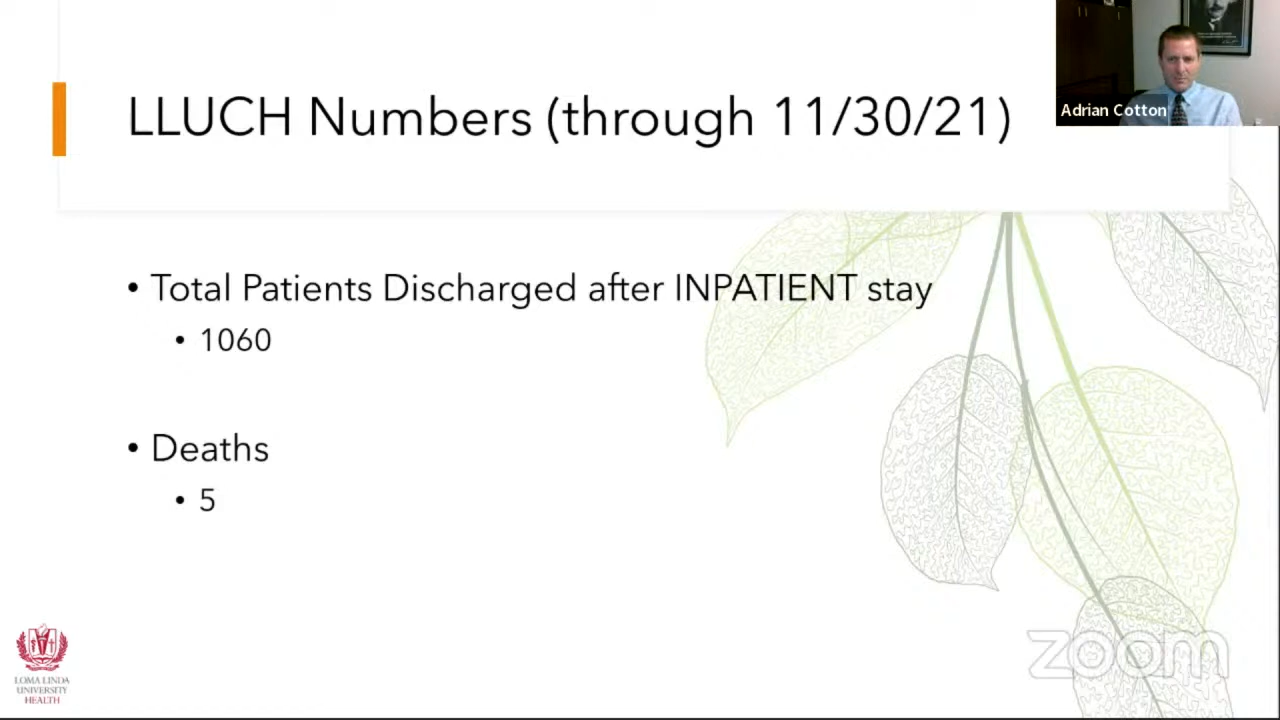 LLUCH Numbers (through 11/30/21)
Adrian Cotton
• Total Patients Discharged after INPATIENT stay
• 1060
• Deaths
• 5
LOMA LINDA
UNIVERSITY
HEALTH
zoom